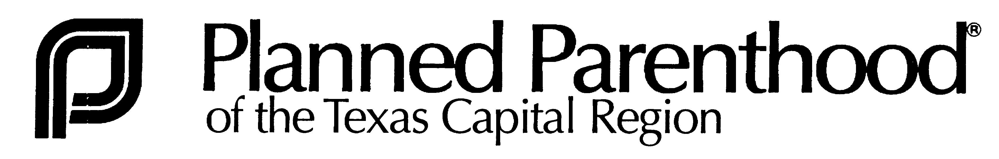 Planned Parenthood®
of the Texas Capital Region